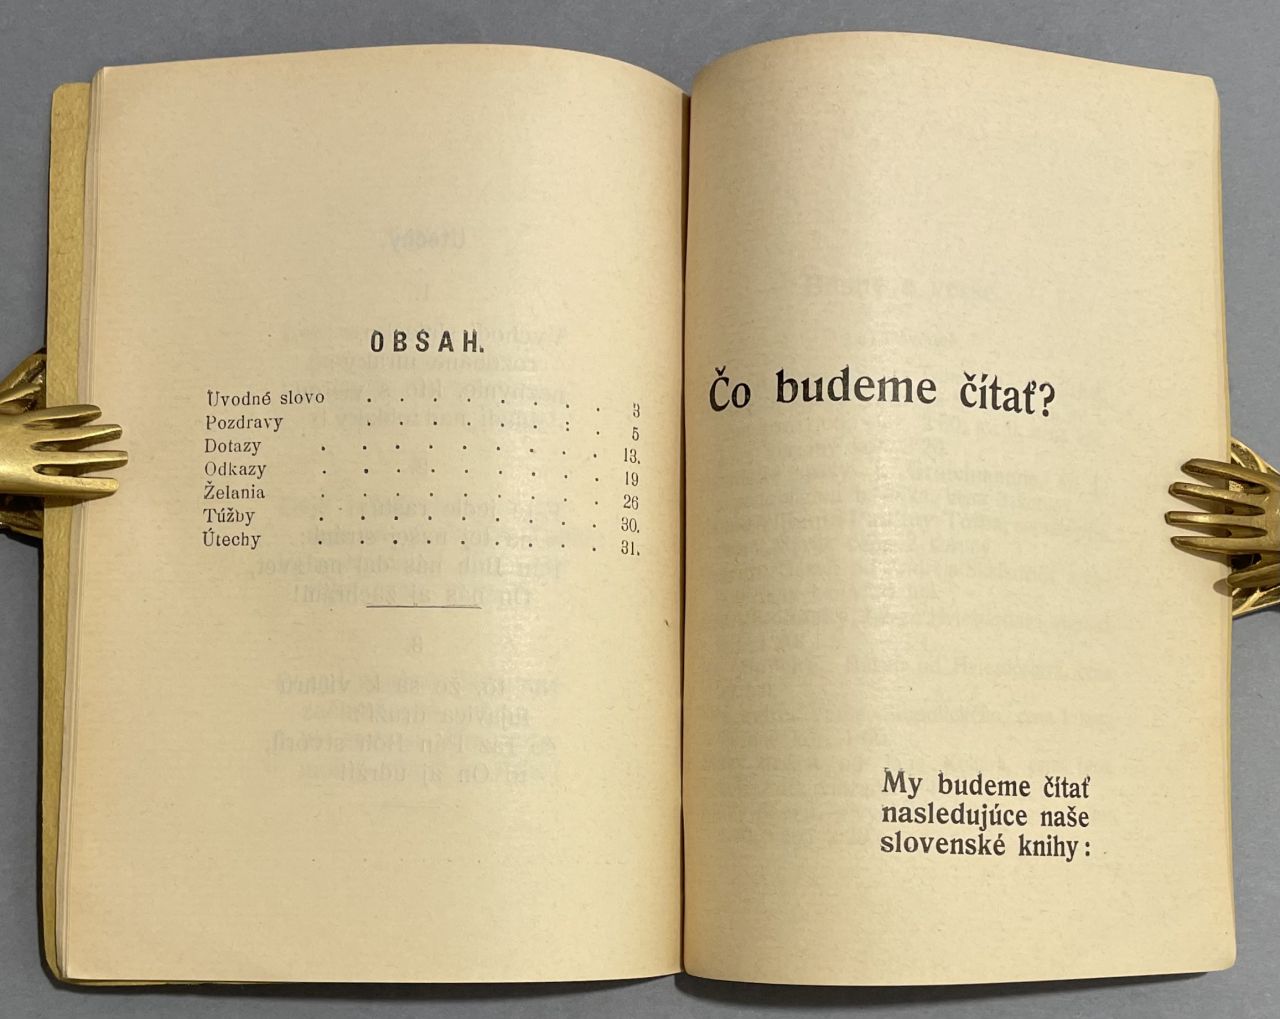 OBSAH.
Úvodné slovo . . . . . . . . 3
Pozdravy . . . . . . . 5
Dotazy . . . . . . . . 13.
Odkazy . . . . . . . . 19
Želania . . . . . . . . 26
Túžby . . . . . . . . 30.
Útechy . . . . . . . . 31.
Čo budeme čítať?
My budeme čítať
nasledujúce naše
slovenské knihy: